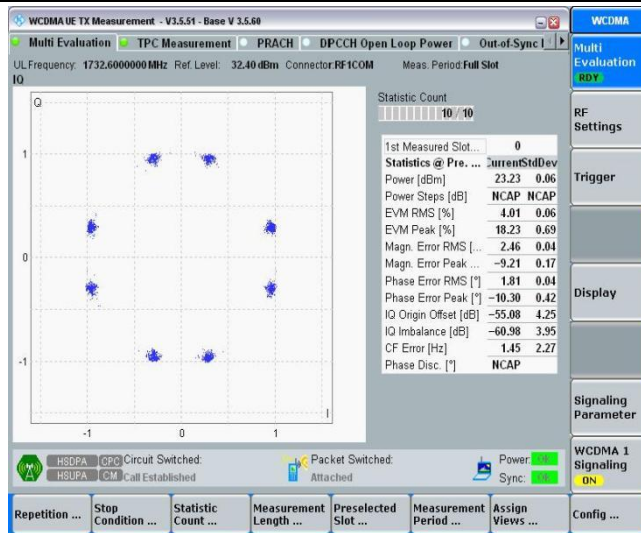 WCDMA UE TX Measurement - V3.5.51 - Base V 3.5.60
WCDMA
Multi Evaluation TPC Measurement PRACH DPCCH Open Loop Power Out-of-Sync
UL Frequency: 1732.6000000 MHz Ref. Level: 32.40 dBm Connector: RF1COM Meas. Period: Full Slot
IQ
Q
1
0
-1
-1 0 1
I
Statistic Count
10 / 10
1st Measured Slot... 0
Statistics @ Pre. ... Current StdDev
Power [dBm] 23.23 0.06
Power Steps [dB] NCAP NCAP
EVM RMS [%] 4.01 0.06
EVM Peak [%] 18.23 0.69
Magn. Error RMS [... 2.46 0.04
Magn. Error Peak ... -9.21 0.17
Phase Error RMS [°] 1.81 0.04
Phase Error Peak [°] -10.30 0.42
IQ Origin Offset [dB] -55.08 4.25
IQ Imbalance [dB] -60.98 3.95
CF Error [Hz] 1.45 2.27
Phase Disc. [°] NCAP
Multi
Evaluation
RDY
RF
Settings
Trigger
Display
Signaling
Parameter
WCDMA 1
Signaling
ON
HSDPA CPC Circuit Switched: Packet Switched: Power: OK
HSUPA CM Call Established Attached Sync: OK
Repetition ...
Stop
Condition ...
Statistic
Count ...
Measurement
Length ...
Preselected
Slot ...
Measurement
Period ...
Assign
Views ...
Config ...